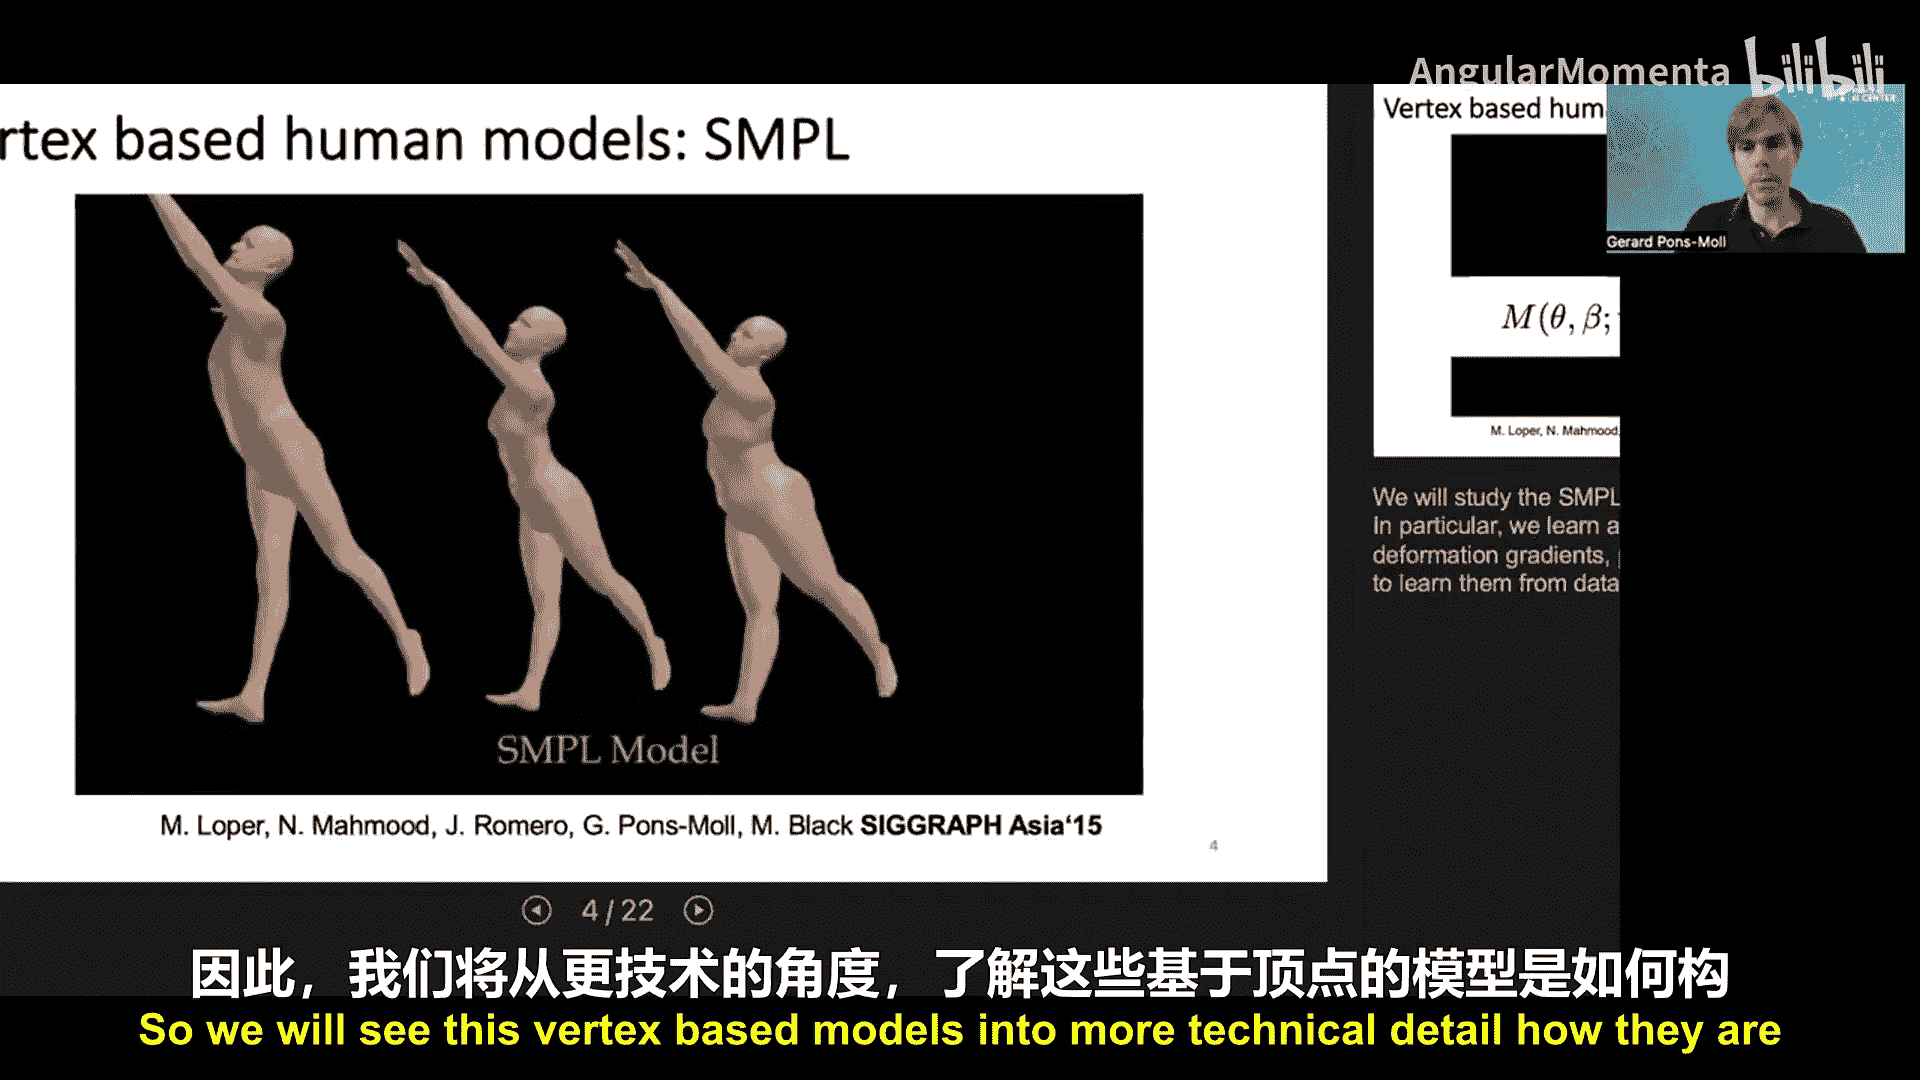 AngularMomenta bilibili
rtex based human models: SMPL
SMPL Model
M. Loper, N. Mahmood, J. Romero, G. Pons-Moll, M. Black SIGGRAPH Asia‘15
4
4 / 22
Vertex based hum
Gerard Pons-Moll
M(θ, β;
M. Loper, N. Mahmood,
We will study the SMPL
In particular, we learn a
deformation gradients,
to learn them from data
因此，我们将从更技术的角度，了解这些基于顶点的模型是如何构
So we will see this vertex based models into more technical detail how they are